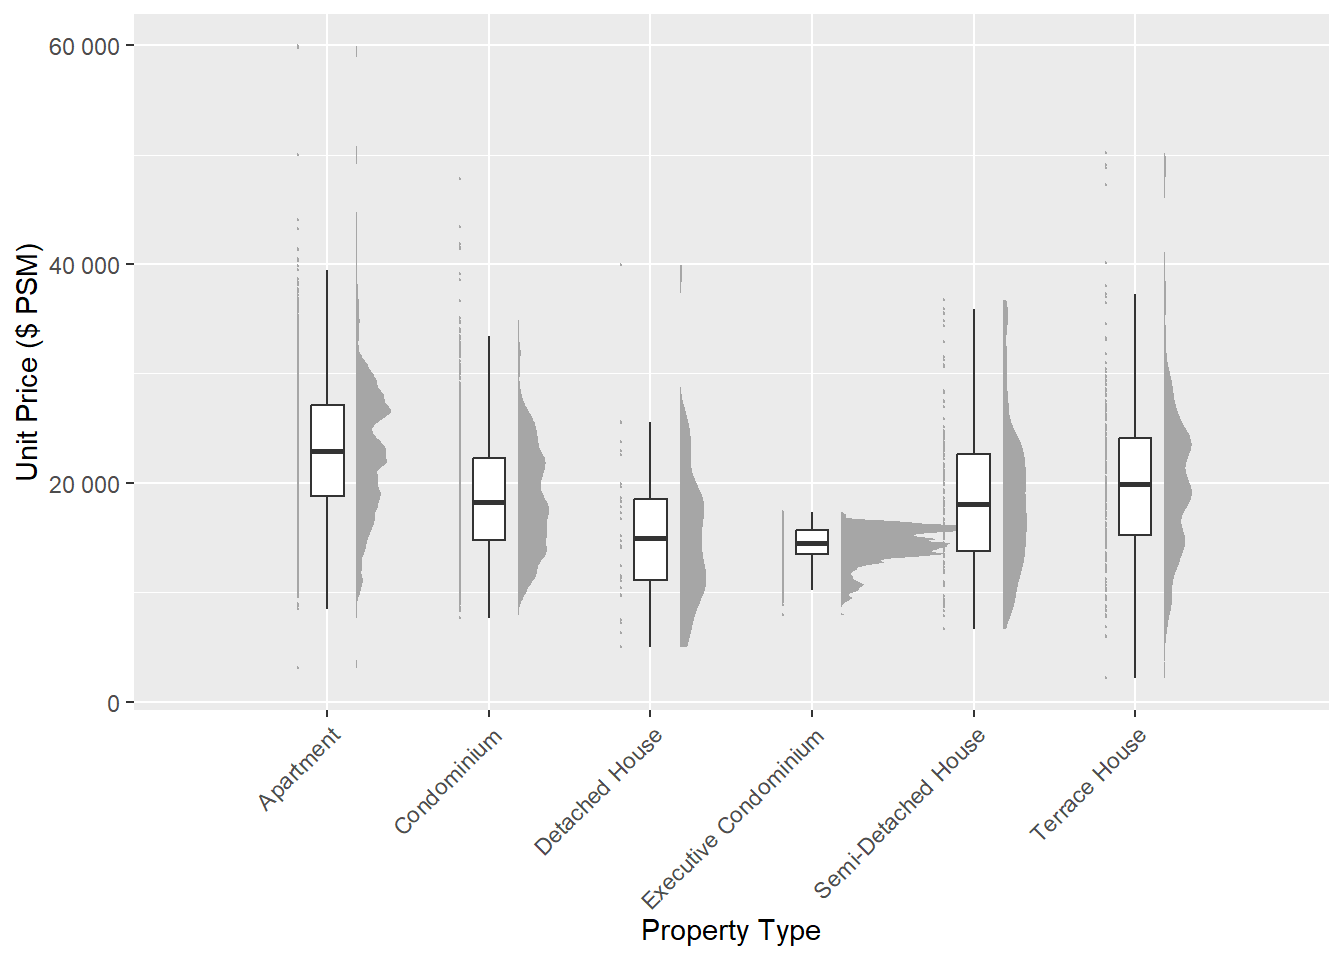 60 000
40 000
20 000
0
Unit Price ($ PSM)
Apartment
Condominium
Detached House
Executive Condominium
Semi-Detached House
Terrace House
Property Type